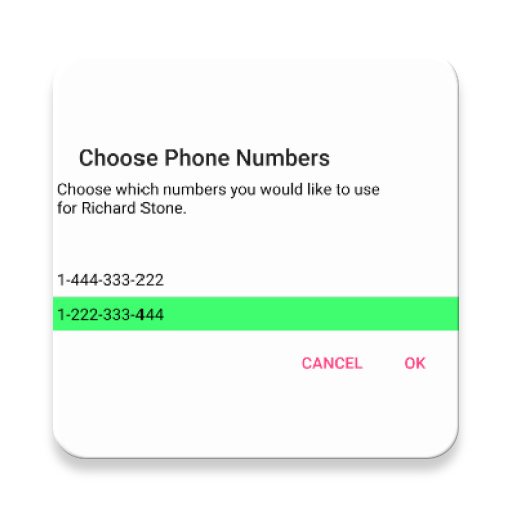 Choose Phone Numbers
Choose which numbers you would like to use
for Richard Stone.
1-444-333-222
1-222-333-444
CANCEL OK